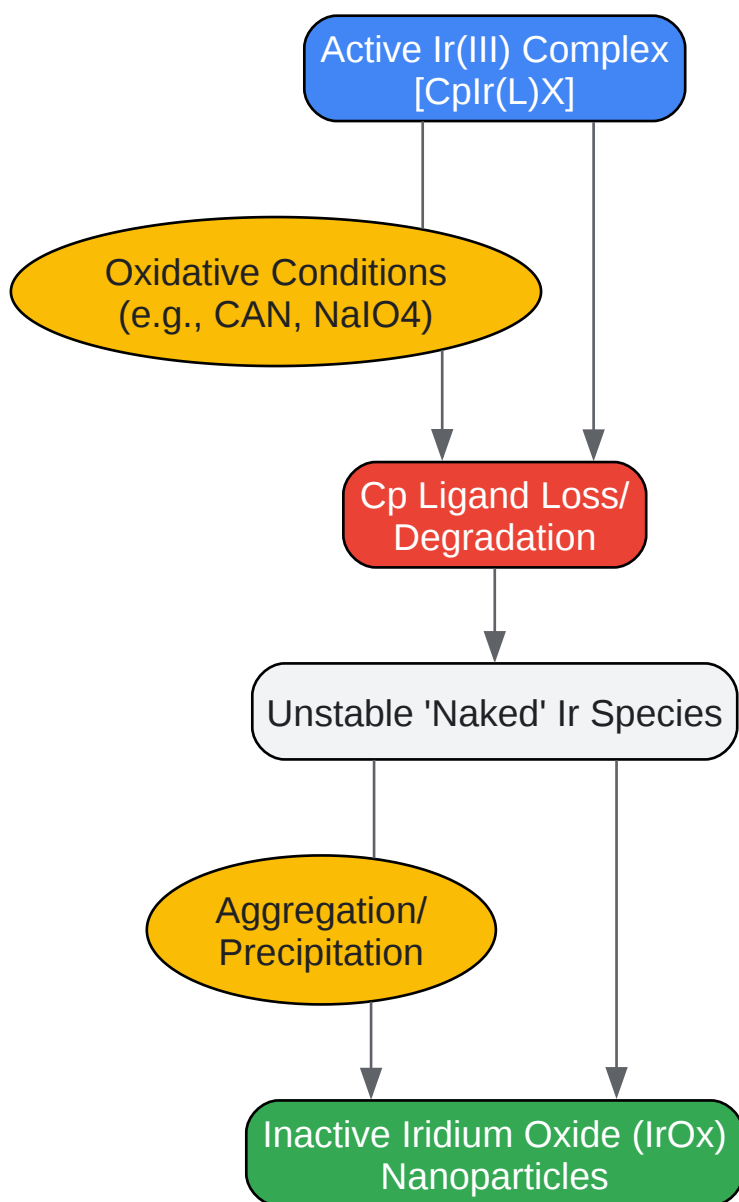 Active Ir(III) Complex
[CpIr(L)X]
Oxidative Conditions
(e.g., CAN, NaIO4)
Cp Ligand Loss/
Degradation
Unstable 'Naked' Ir Species
Aggregation/
Precipitation
Inactive Iridium Oxide (IrOx)
Nanoparticles